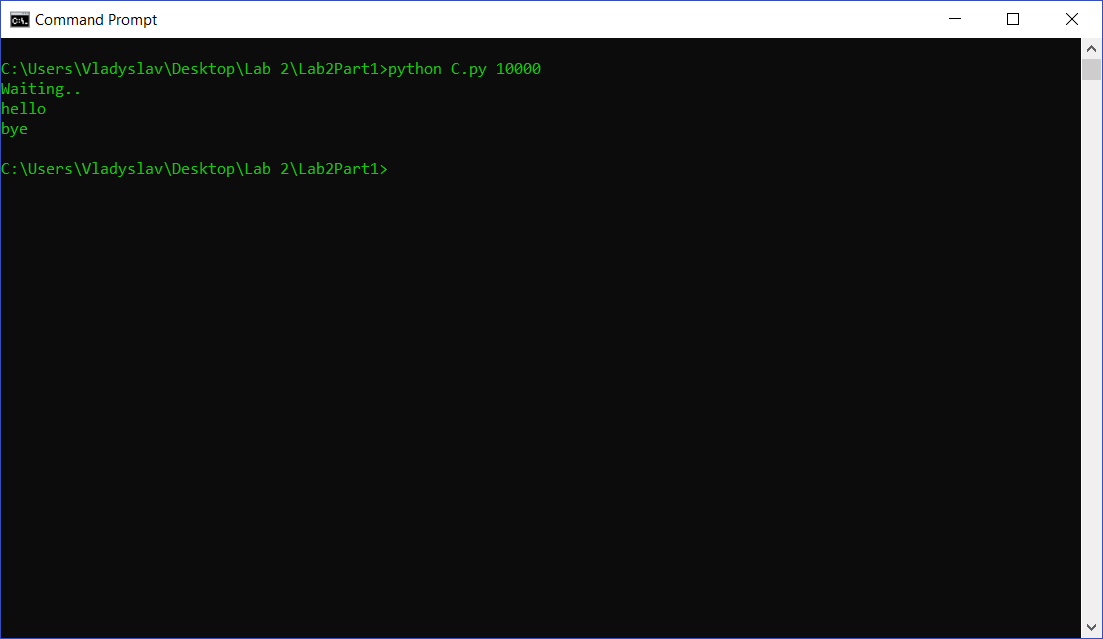 Command Prompt
C:\Users\Vladyslav\Desktop\Lab 2\Lab2Part1>python C.py 10000
Waiting..
hello
bye
C:\Users\Vladyslav\Desktop\Lab 2\Lab2Part1>